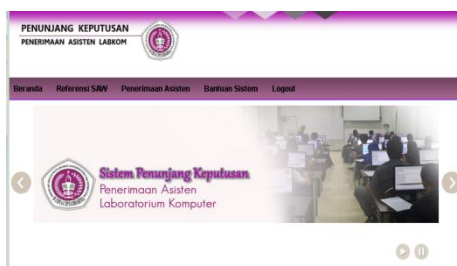 PENUNJANG KEPUTUSAN
PENERIMAAN ASISTEN LABKOM
Beranda Referensi SAW Penerimaan Asisten Bantuan Sistem Logout
Sistem Penunjang Keputusan
Penerimaan Asisten
Laboratorium Komputer